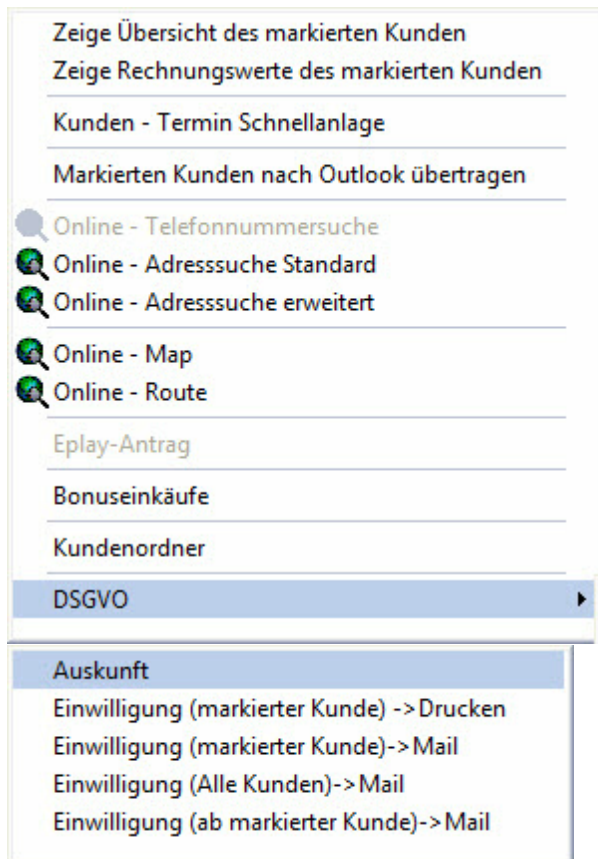 Zeige Übersicht des markierten Kunden
Zeige Rechnungswerte des markierten Kunden
Kunden - Termin Schnellanlage
Markierten Kunden nach Outlook übertragen
Online - Telefonnummersuche
Online - Adresssuche Standard
Online - Adresssuche erweitert
Online - Map
Online - Route
Eplay-Antrag
Bonuseinkäufe
Kundenordner
DSGVO
Auskunft
Einwilligung (markierter Kunde) ->Drucken
Einwilligung (markierter Kunde)->Mail
Einwilligung (Alle Kunden)->Mail
Einwilligung (ab markierter Kunde)->Mail